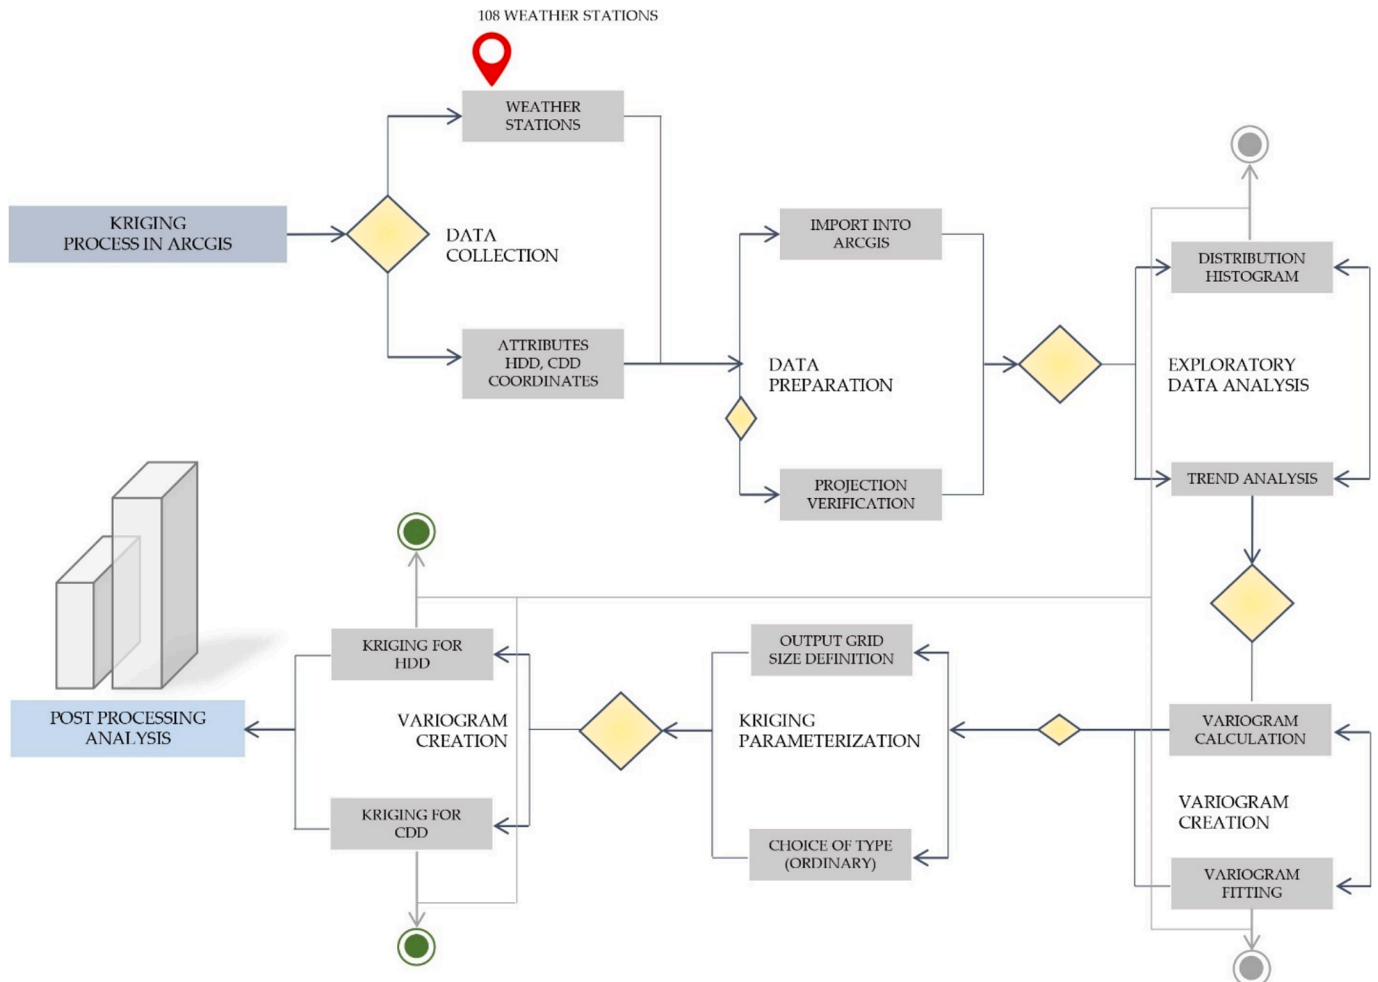 108 WEATHER STATIONS
WEATHER
STATIONS
KRIGING
PROCESS IN ARCGIS
DATA
COLLECTION
ATTRIBUTES
HDD, CDD
COORDINATES
IMPORT INTO
ARCGIS
DATA
PREPARATION
PROJECTION
VERIFICATION
DISTRIBUTION
HISTOGRAM
EXPLORATORY
DATA ANALYSIS
TREND ANALYSIS
VARIOGRAM
CALCULATION
VARIOGRAM
CREATION
VARIOGRAM
FITTING
OUTPUT GRID
SIZE DEFINITION
KRIGING
PARAMETERIZATION
CHOICE OF TYPE
(ORDINARY)
KRIGING FOR
HDD
VARIOGRAM
CREATION
KRIGING FOR
CDD
POST PROCESSING
ANALYSIS